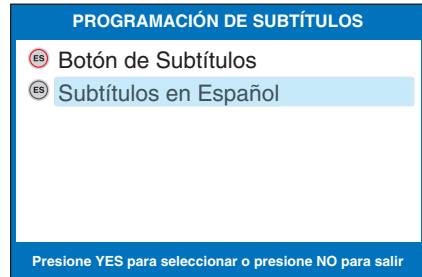 PROGRAMACIÓN DE SUBTÍTULOS
ES Botón de Subtítulos
ES Subtítulos en Español
Presione YES para seleccionar o presione NO para salir